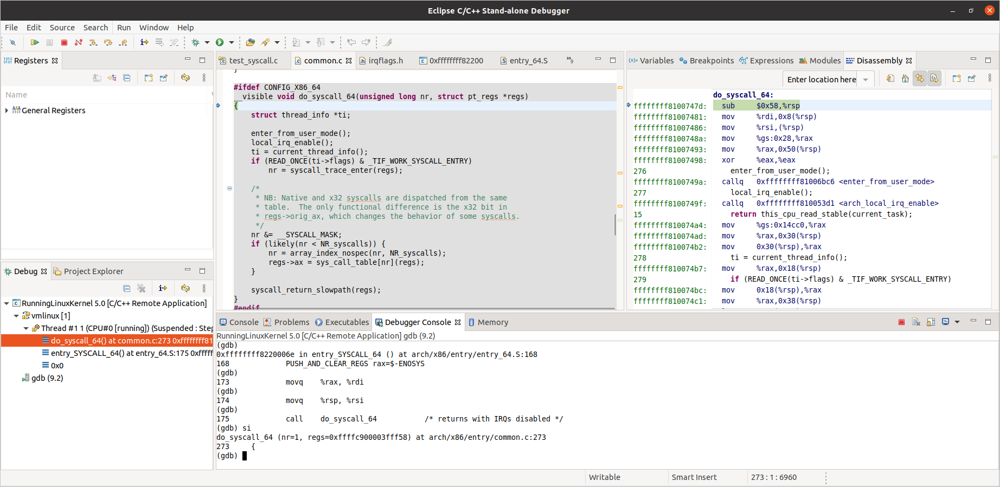 Eclipse C/C++ Stand-alone Debugger
File Edit Source Search Run Window Help
Registers
Name
General Registers
Debug Project Explorer
RunningLinuxKernel 5.0 [C/C++ Remote Application]
vmlinux [1]
Thread #1 1 (CPU#0 [running]) (Suspended : Step
do_syscall_64() at common.c:273 0xffffffff81
entry_SYSCALL_64() at entry_64.S:175 0xfffff
0x0
gdb (9.2)
test_syscall.c common.c irqflags.h 0xffffffff82200 entry_64.S »9
}
#ifdef CONFIG_X86_64
__visible void do_syscall_64(unsigned long nr, struct pt_regs *regs)
{
struct thread_info *ti;
enter_from_user_mode();
local_irq_enable();
ti = current_thread_info();
if (READ_ONCE(ti->flags) & _TIF_WORK_SYSCALL_ENTRY)
nr = syscall_trace_enter(regs);
/*
* NB: Native and x32 syscalls are dispatched from the same
* table.  The only functional difference is the x32 bit in
* regs->orig_ax, which changes the behavior of some syscalls.
*/
nr &= __SYSCALL_MASK;
if (likely(nr < NR_syscalls)) {
nr = array_index_nospec(nr, NR_syscalls);
regs->ax = sys_call_table[nr](regs);
}
syscall_return_slowpath(regs);
}
#endif
(x)= Variables Breakpoints Expressions Modules Disassembly
Enter location here
do_syscall_64:
ffffffff8100747d: sub $0x58,%rsp
ffffffff81007481: mov %rdi,0x8(%rsp)
ffffffff81007486: mov %rsi,(%rsp)
ffffffff8100748a: mov %gs:0x28,%rax
ffffffff81007493: mov %rax,0x50(%rsp)
ffffffff81007498: xor %eax,%eax
276 enter_from_user_mode();
ffffffff8100749a: callq 0xffffffff81006bc6 <enter_from_user_mode>
277 local_irq_enable();
ffffffff8100749f: callq 0xffffffff810053d1 <arch_local_irq_enable>
15 return this_cpu_read_stable(current_task);
ffffffff810074a4: mov %gs:0x14cc0,%rax
ffffffff810074ad: mov %rax,0x30(%rsp)
ffffffff810074b2: mov 0x30(%rsp),%rax
278 ti = current_thread_info();
ffffffff810074b7: mov %rax,0x18(%rsp)
279 if (READ_ONCE(ti->flags) & _TIF_WORK_SYSCALL_ENTRY)
ffffffff810074bc: mov 0x18(%rsp),%rax
ffffffff810074c1: mov %rax,0x38(%rsp)
Console Problems Executables Debugger Console Memory
RunningLinuxKernel 5.0 [C/C++ Remote Application] gdb (9.2)
(gdb)
0xffffffff8220006e in entry_SYSCALL_64 () at arch/x86/entry/entry_64.S:168
168 PUSH_AND_CLEAR_REGS rax=$-ENOSYS
(gdb)
173 movq %rax, %rdi
(gdb)
174 movq %rsp, %rsi
(gdb)
175 call do_syscall_64 /* returns with IRQs disabled */
(gdb) si
do_syscall_64 (nr=1, regs=0xffffc900003fff58) at arch/x86/entry/common.c:273
273 {
(gdb)
Writable Smart Insert 273 : 1 : 6960